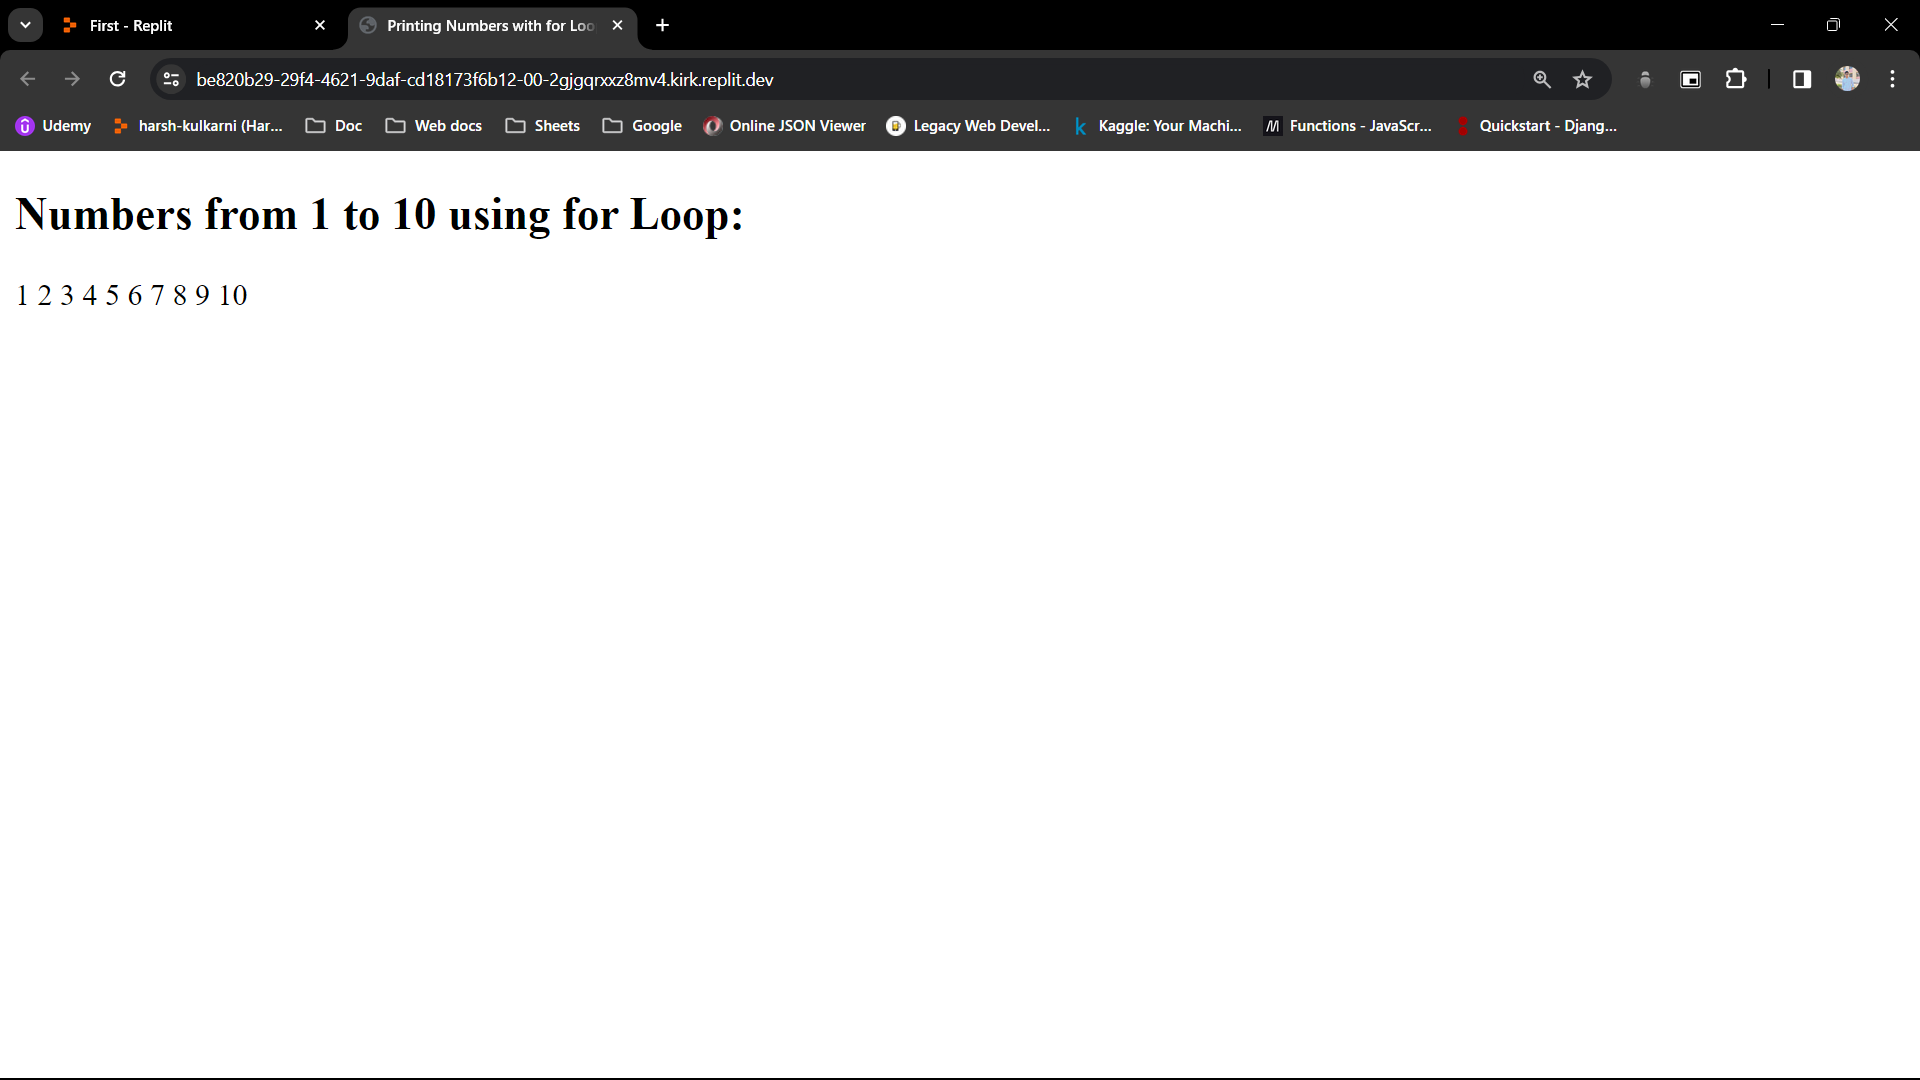 First - Replit
Printing Numbers with for Loo
be820b29-29f4-4621-9daf-cd18173f6b12-00-2gjgqrxxz8mv4.kirk.replit.dev
Udemy harsh-kulkarni (Har... Doc Web docs Sheets Google Online JSON Viewer Legacy Web Devel... Kaggle: Your Machi... Functions - JavaScr... Quickstart - Djang...
Numbers from 1 to 10 using for Loop:
1 2 3 4 5 6 7 8 9 10